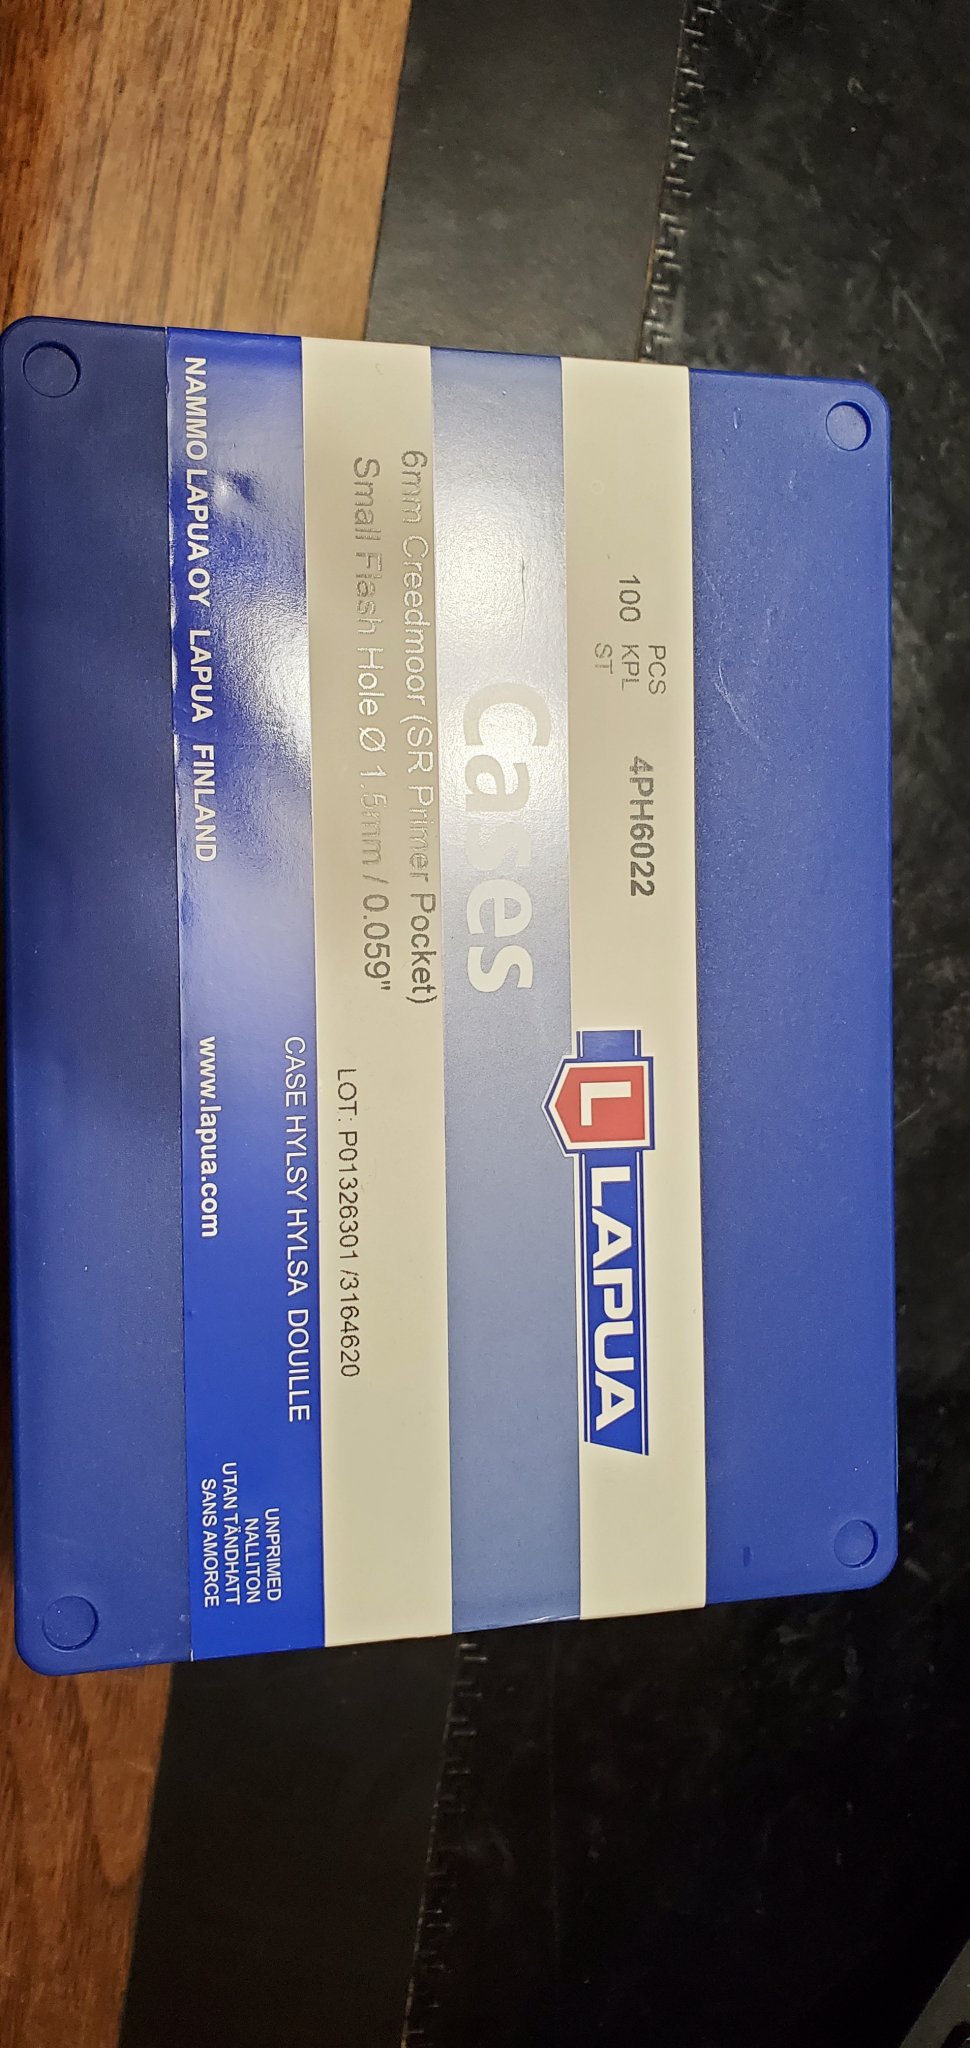 100
PCS
KPL
ST
4PH6022
L LAPUA
cases
6mm Creedmoor (SR Primer Pocket)
Small Flash Hole Ø 1.5mm / 0.059"
LOT: P01326301 /3164620
CASE HYLSY HYLSA DOUILLE
NAMMO LAPUA OY LAPUA FINLAND
www.lapua.com
UNPRIMED
NALLITON
UTAN TÄNDHATT
SANS AMORCE